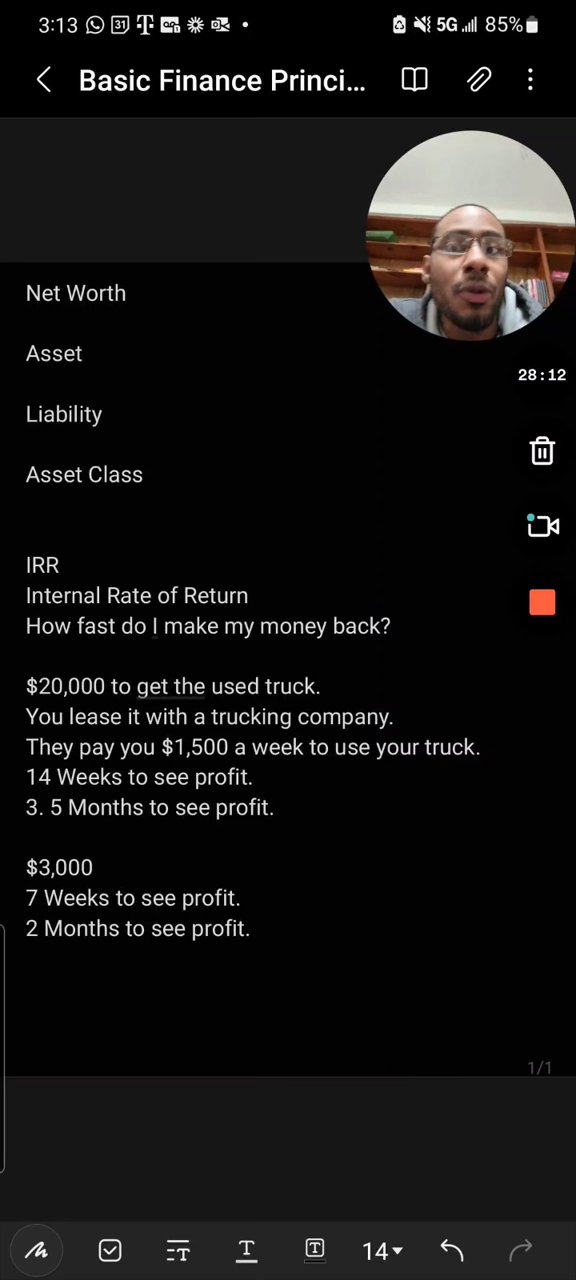 3:13
31
5G
85%
Basic Finance Princi...
28:12
Net Worth
Asset
Liability
Asset Class
IRR
Internal Rate of Return
How fast do I make my money back?
$20,000 to get the used truck.
You lease it with a trucking company.
They pay you $1,500 a week to use your truck.
14 Weeks to see profit.
3. 5 Months to see profit.
$3,000
7 Weeks to see profit.
2 Months to see profit.
1/1
14